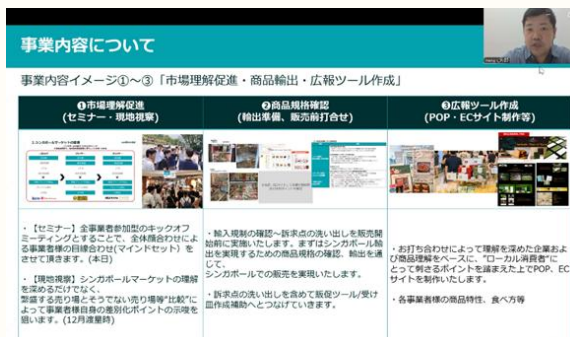 事業内容について
事業内容イメージ①～③「市場理解促進・商品輸出・広報ツール作成」
❶市場理解促進
(セミナー・現地視察)
・【セミナー】全事業者参加型のキックオフ
ミーティングとすることで、全体顔合わせによ
る事業者様の目線合わせ(マインドセット）を
させて頂きます。(本日)
・【現地視察】シンガポールマーケットの理解
を深めるだけでなく、
繁盛する売り場とそうでない売り場等"比較"によ
って事業者様自身の差別化ポイントの示唆を
狙います。(12月渡星時)
❷商品規格確認
(輸出準備、販売前打合せ)
・輸入規制の確認～訴求点の洗い出しを販売開
始前に実施いたします。まずはシンガポール輸
出を実現するための商品規格の確認、輸出を通
じて、
シンガポールでの販売を実現いたします。
・訴求点の洗い出しを含めて販促ツール/受け
皿作成補助へとつなげていきます。
❸広報ツール作成
(POP・ECサイト制作等)
・お打ち合わせによって理解を深めた企業およ
び商品理解をベースに、"ローカル消費者"に
とって刺さるポイントを踏まえた上でPOP、EC
サイトを制作いたします。
・各事業者様の商品特性、食べ方等